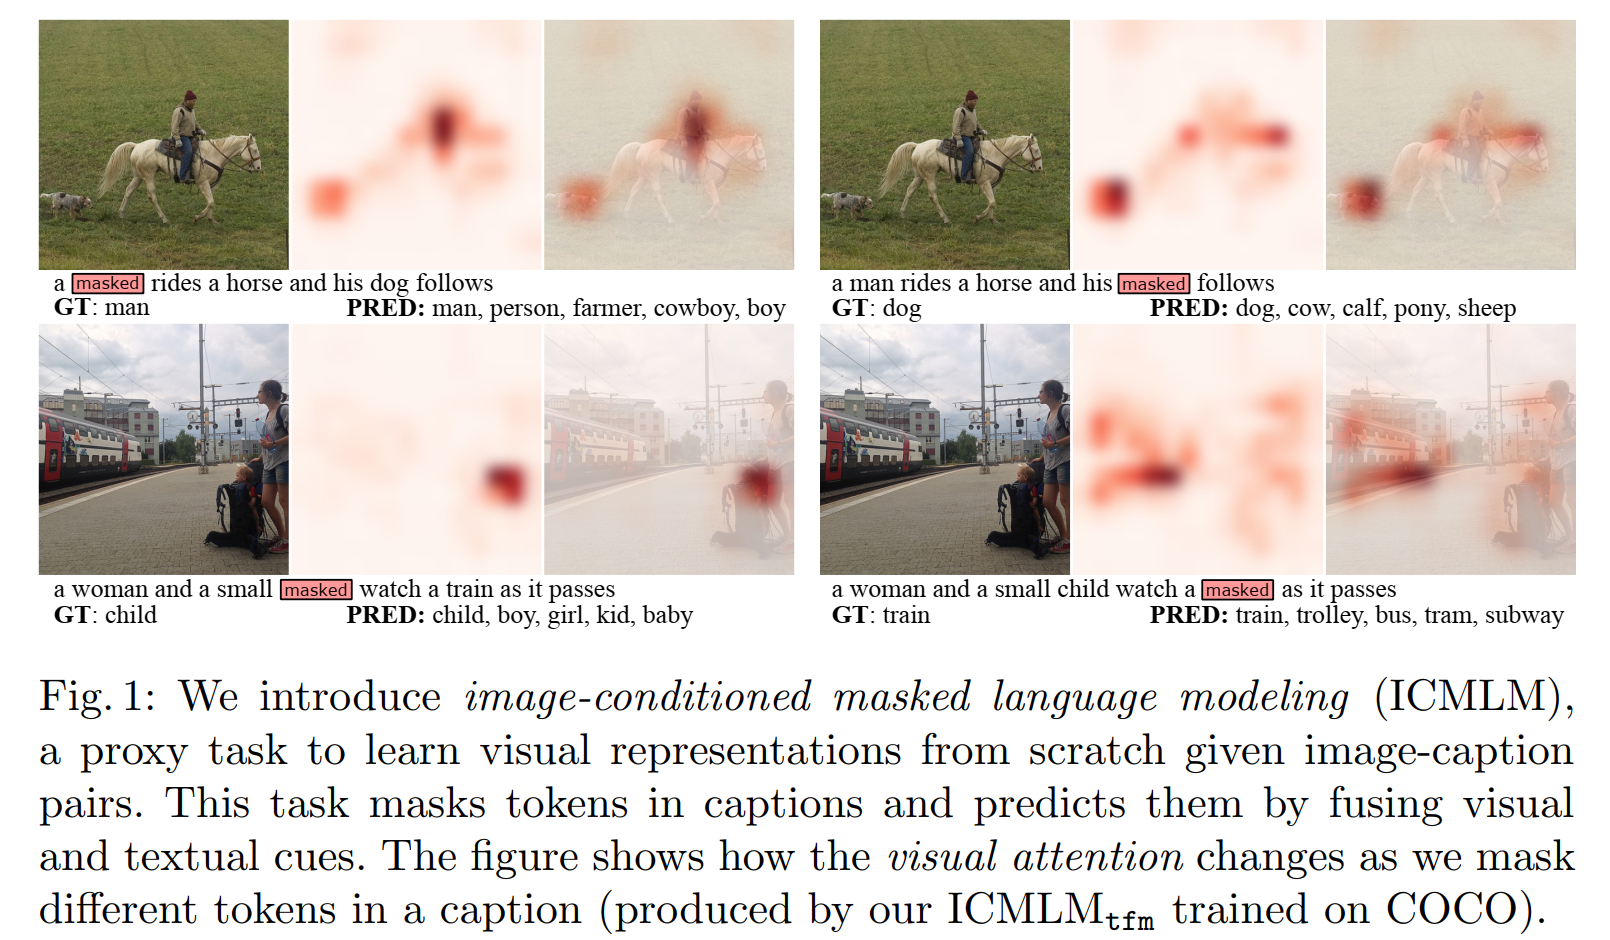 a masked rides a horse and his dog follows
GT: man PRED: man, person, farmer, cowboy, boy
a man rides a horse and his masked follows
GT: dog PRED: dog, cow, calf, pony, sheep
a woman and a small masked watch a train as it passes
GT: child PRED: child, boy, girl, kid, baby
a woman and a small child watch a masked as it passes
GT: train PRED: train, trolley, bus, tram, subway
Fig. 1: We introduce image-conditioned masked language modeling (ICMLM),
a proxy task to learn visual representations from scratch given image-caption
pairs. This task masks tokens in captions and predicts them by fusing visual
and textual cues. The figure shows how the visual attention changes as we mask
different tokens in a caption (produced by our ICMLMtfm trained on COCO).